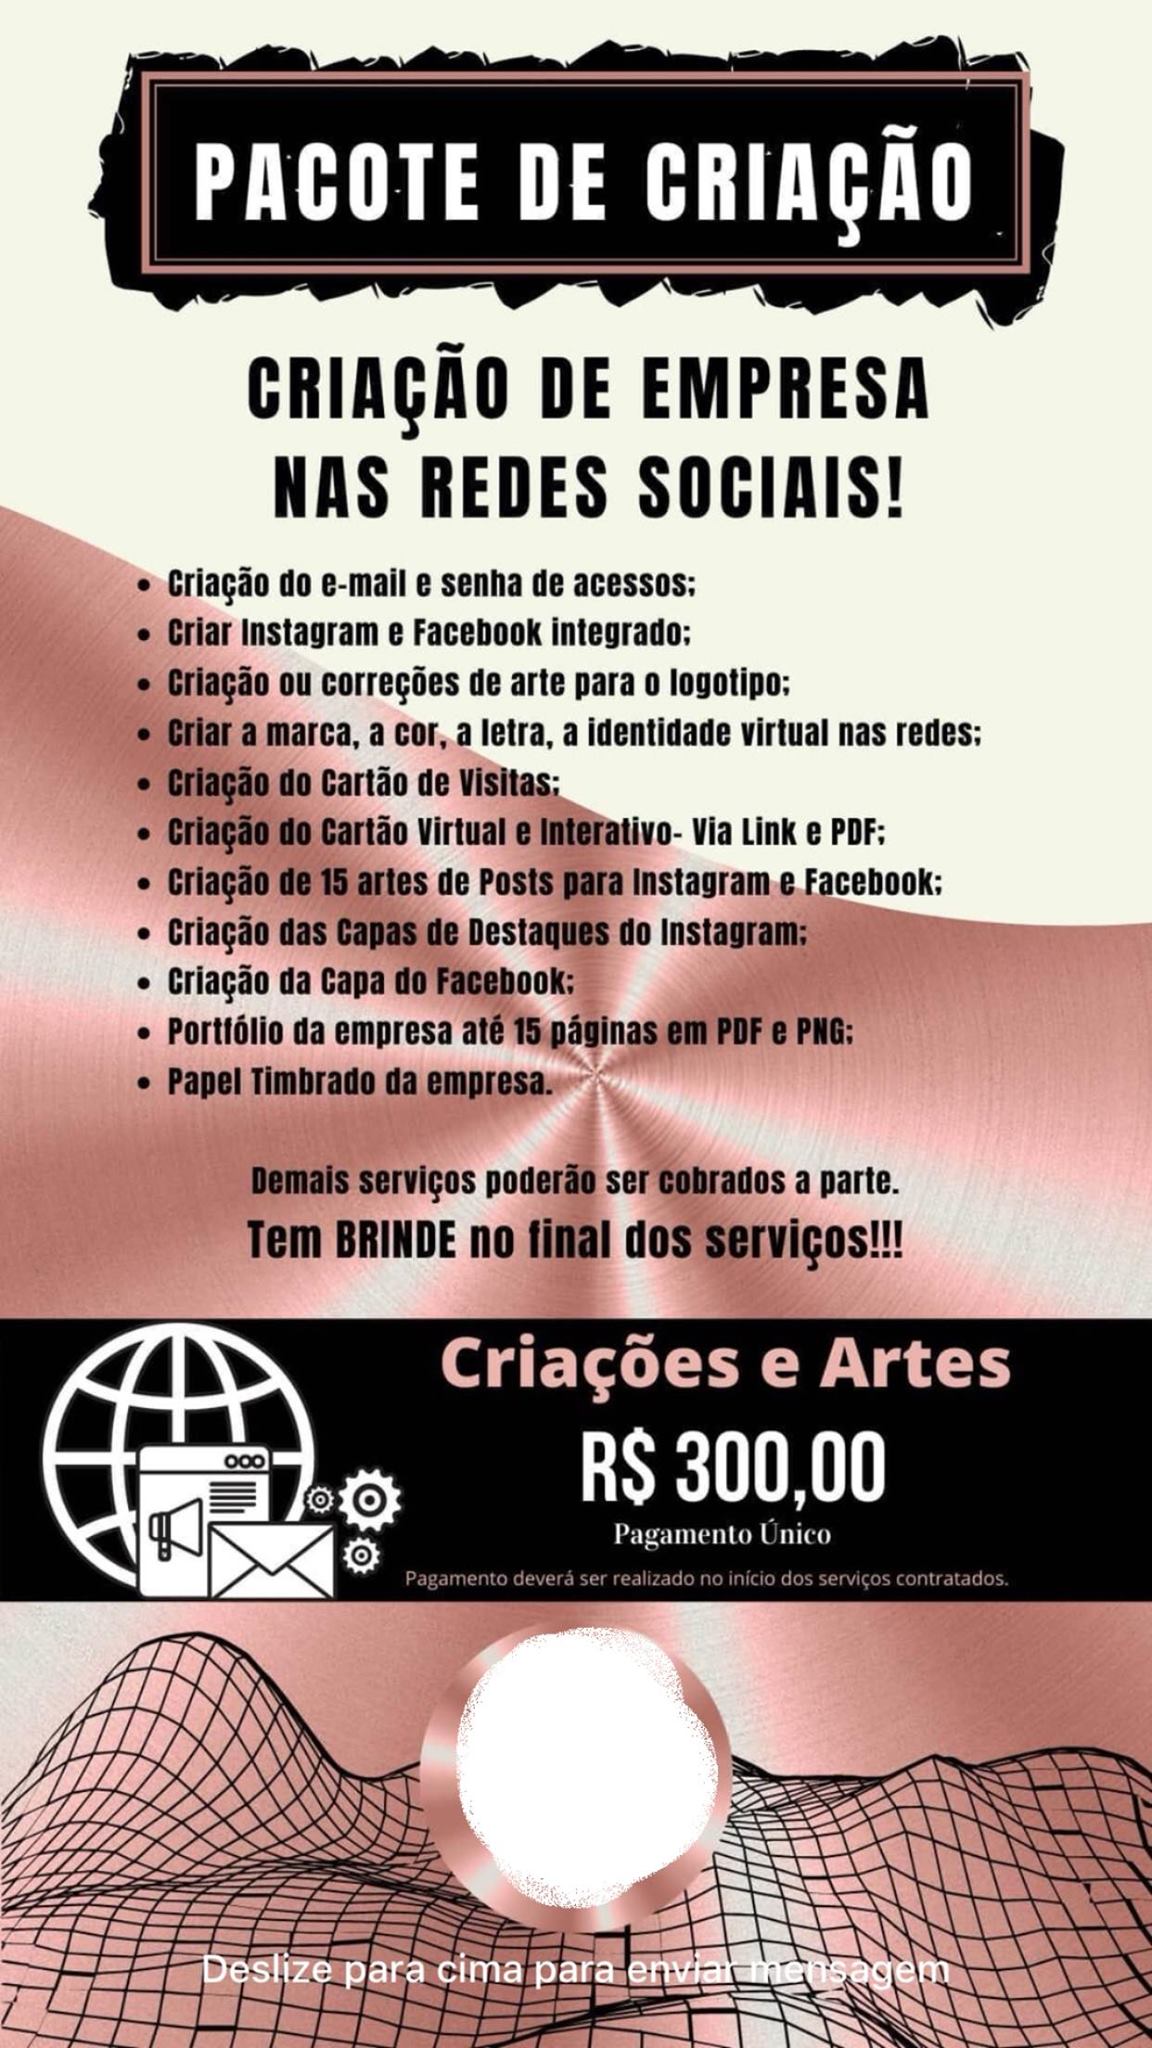 PACOTE DE CRIAÇÃO
CRIAÇÃO DE EMPRESA
NAS REDES SOCIAIS!
• Criação do e-mail e senha de acessos;
• Criar Instagram e Facebook integrado;
• Criação ou correções de arte para o logotipo;
• Criar a marca, a cor, a letra, a identidade virtual nas redes;
• Criação do Cartão de Visitas;
• Criação do Cartão Virtual e Interativo- Via Link e PDF;
• Criação de 15 artes de Posts para Instagram e Facebook;
• Criação das Capas de Destaques do Instagram;
• Criação da Capa do Facebook;
• Portfólio da empresa até 15 páginas em PDF e PNG;
• Papel Timbrado da empresa.
Demais serviços poderão ser cobrados a parte.
Tem BRINDE no final dos serviços!!!
Criações e Artes
R$ 300,00
Pagamento Único
Pagamento deverá ser realizado no início dos serviços contratados.
Deslize para cima para enviar mensagem